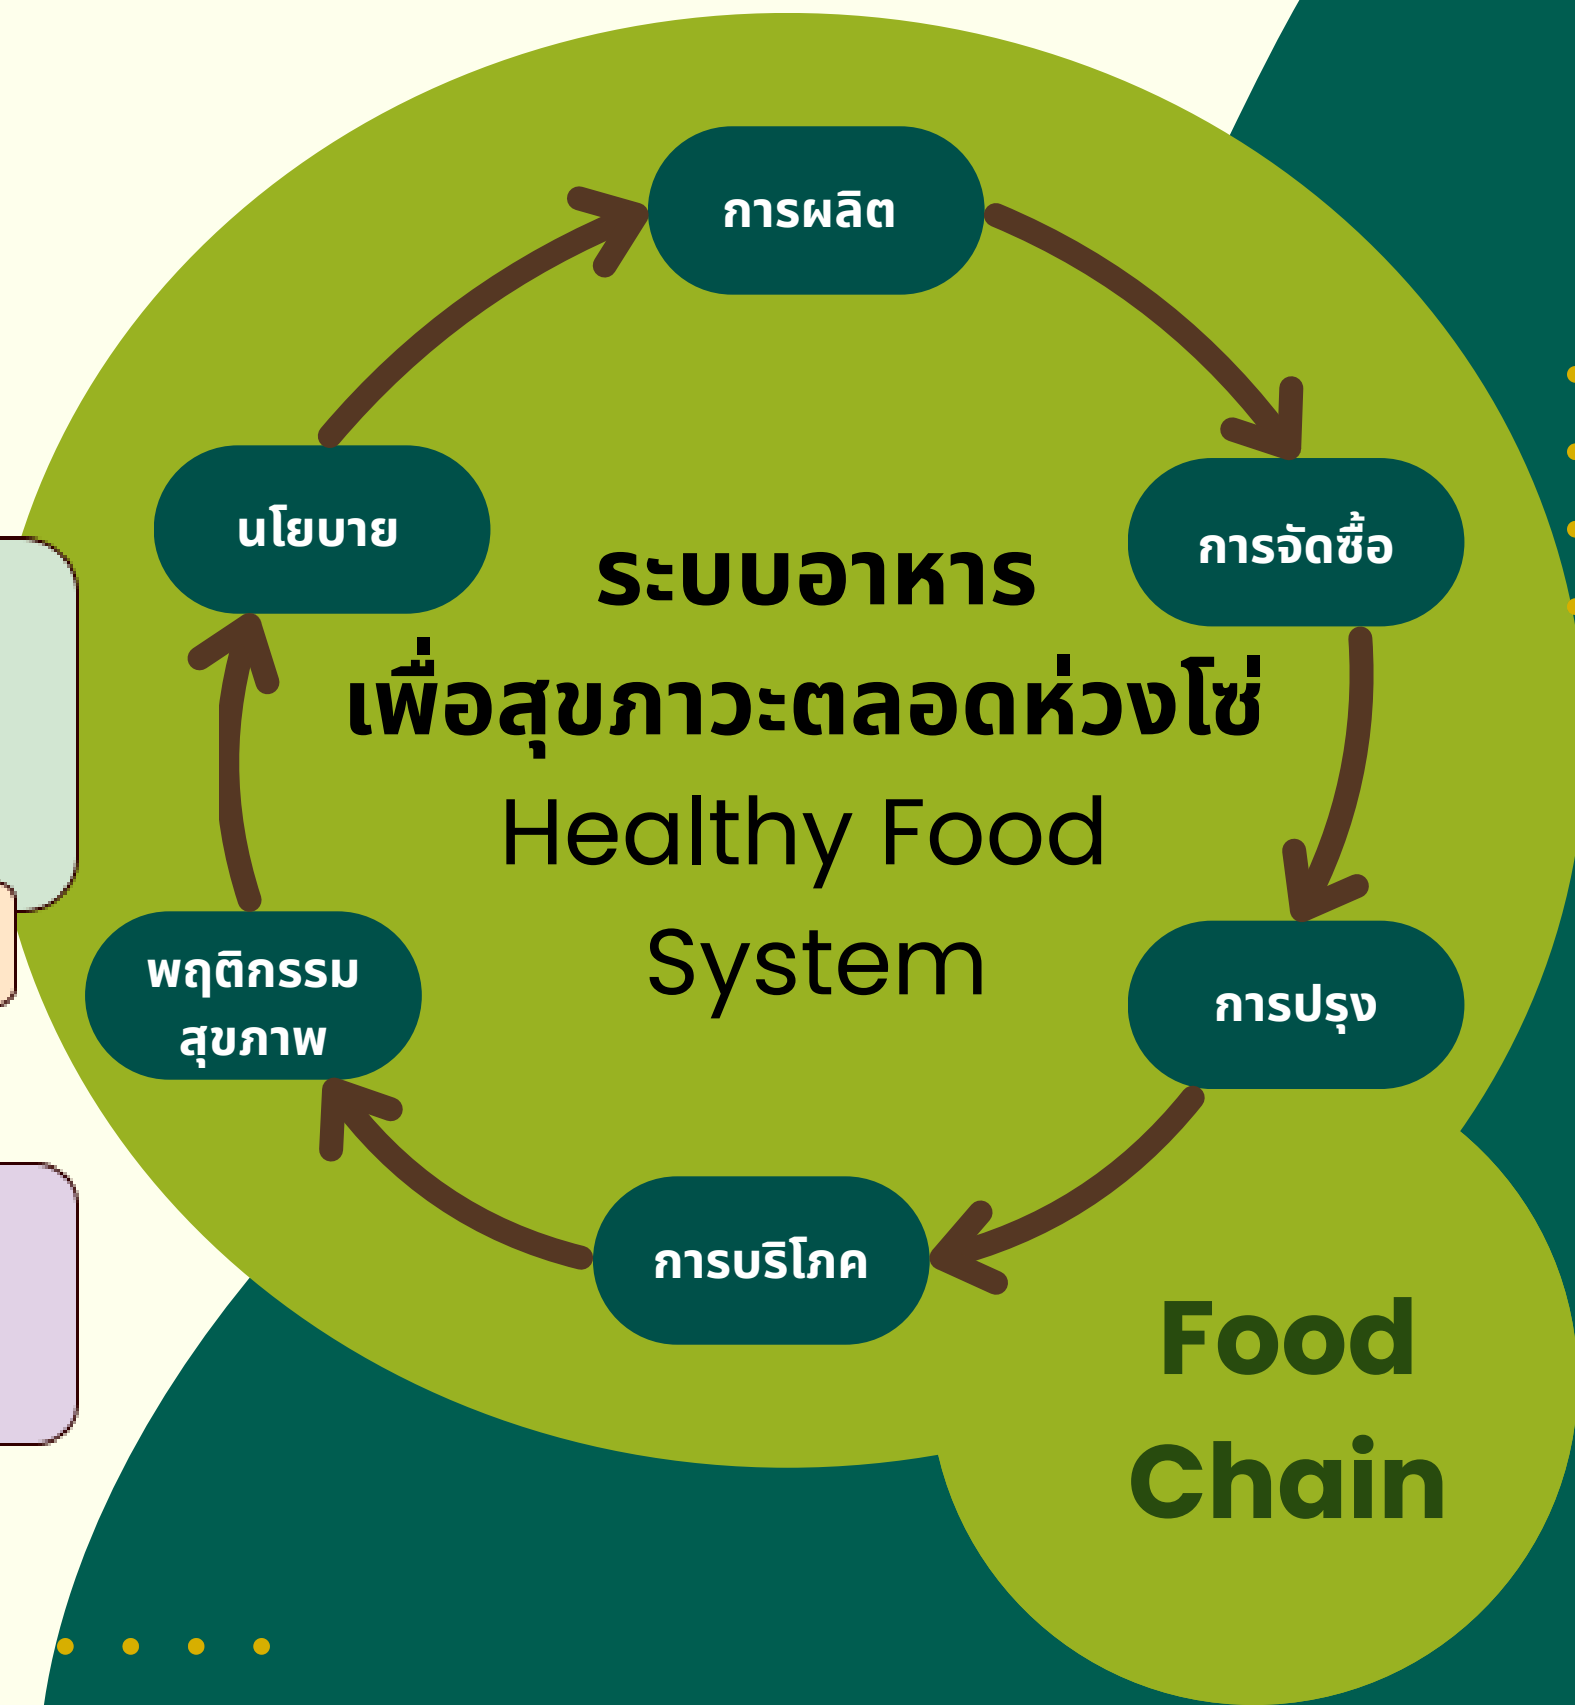 การผลิต
นโยบาย
การจัดซื้อ
ระบบอาหาร
เพื่อสุขภาวะตลอดห่วงโซ่
Healthy Food
System
พฤติกรรม
สุขภาพ
การปรุง
การบริโภค
Food
Chain